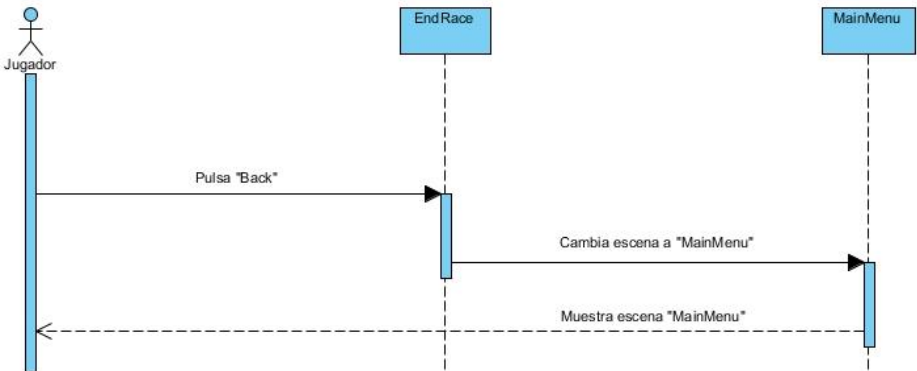 EndRace
MainMenu
Jugador
Pulsa "Back"
Cambia escena a "MainMenu"
Muestra escena "MainMenu"